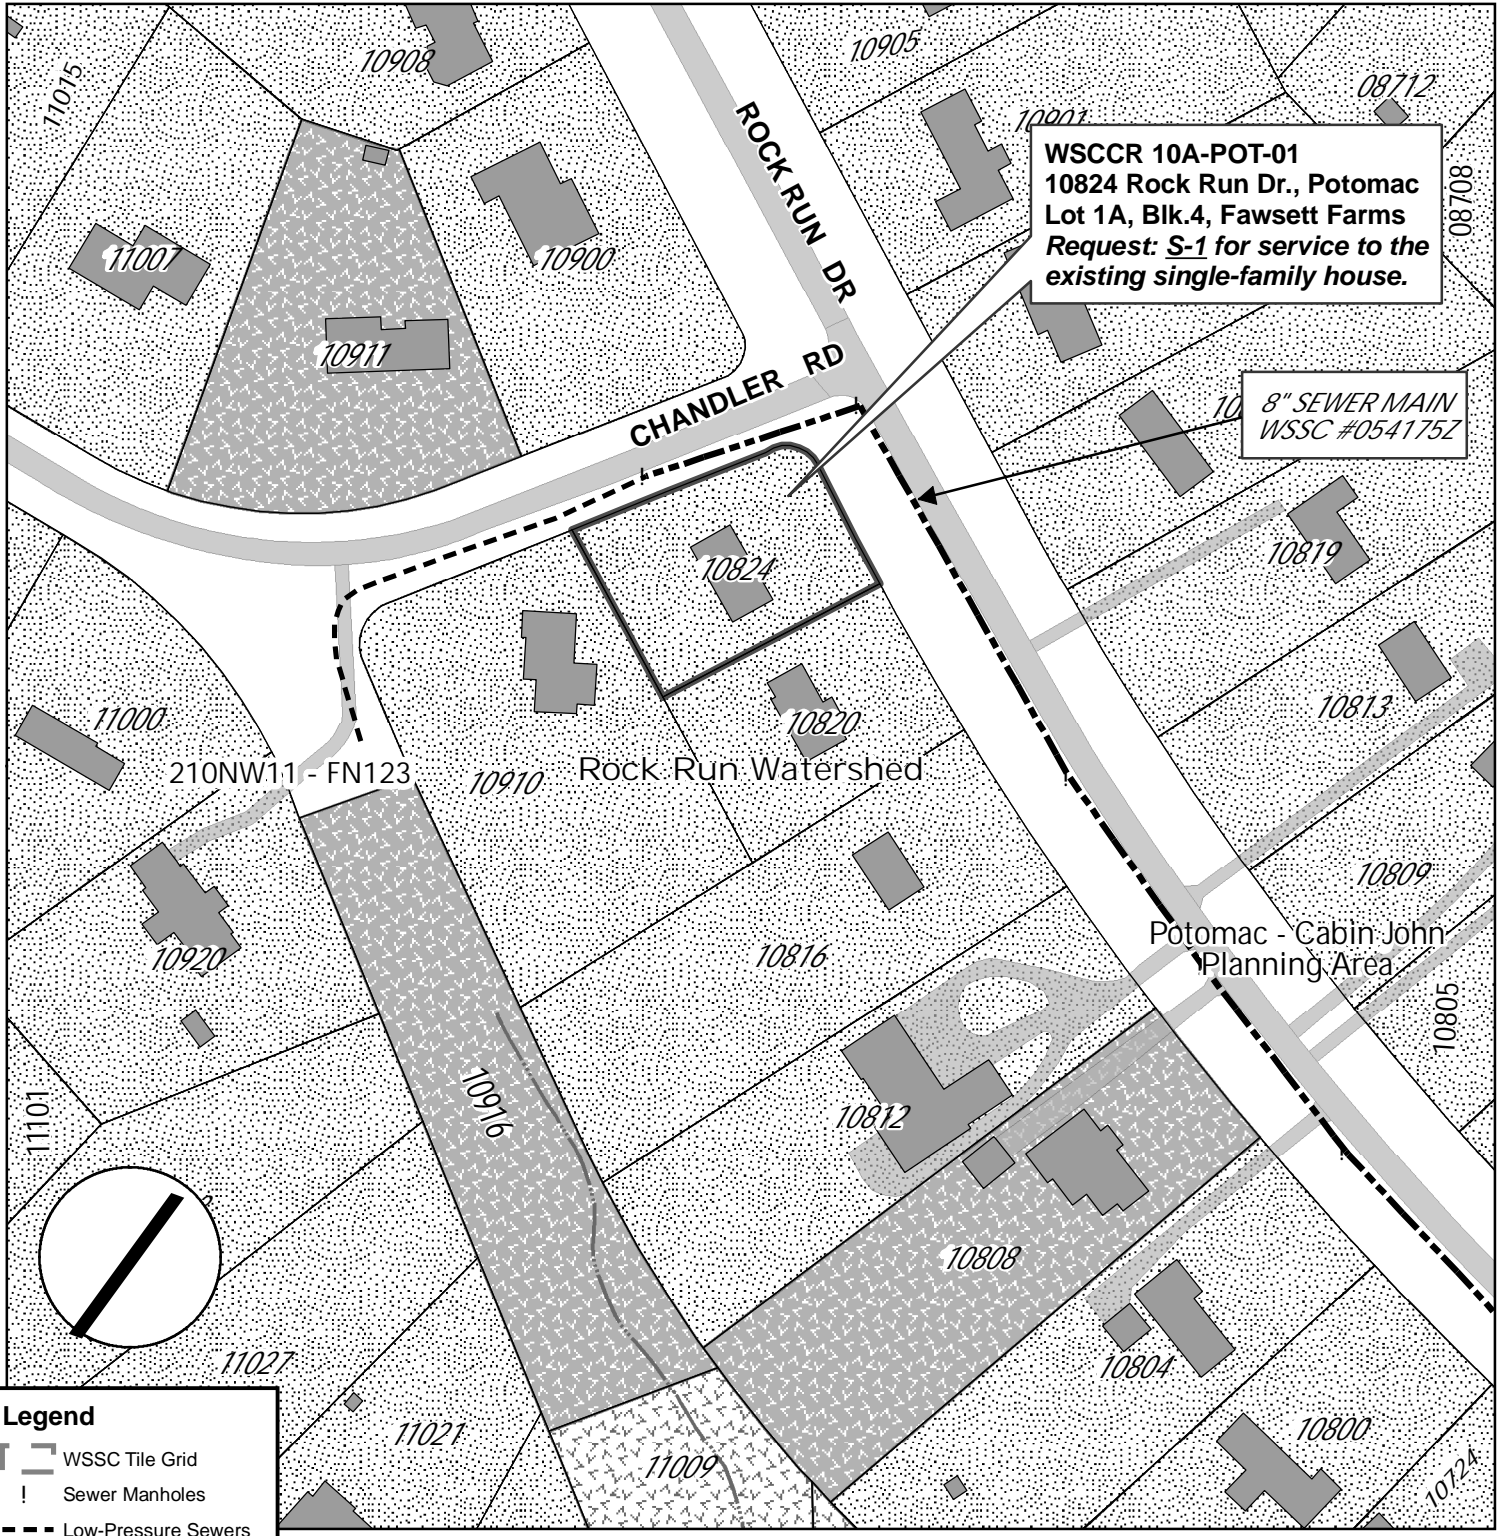 11015
10908
10905
08712
10901
ROCK RUN DR
WSCCR 10A-POT-01
10824 Rock Run Dr., Potomac
Lot 1A, Blk.4, Fawsett Farms
Request: S-1 for service to the
existing single-family house.
08708
11007
10900
10911
CHANDLER RD
8" SEWER MAIN
WSSC #054175Z
10824
10819
11000
10820
10813
210NW11 - FN123
10910
Rock Run Watershed
10920
10816
10809
Potomac - Cabin John
Planning Area
10805
11101
10916
10812
10808
11027
10804
11021
11009
10800
10724
Legend
WSSC Tile Grid
! Sewer Manholes
Low-Pressure Sewers